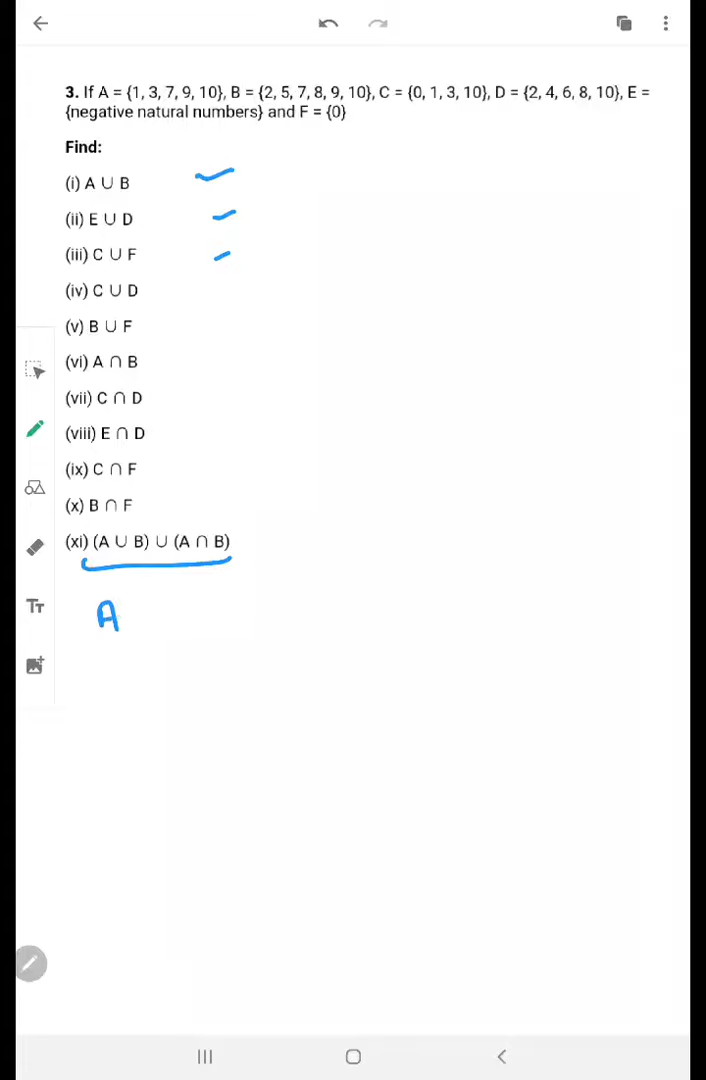 3. If A = {1, 3, 7, 9, 10}, B = {2, 5, 7, 8, 9, 10}, C = {0, 1, 3, 10}, D = {2, 4, 6, 8, 10}, E =
{negative natural numbers} and F = {0}
Find:
(i) A ∪ B
(ii) E ∪ D
(iii) C ∪ F
(iv) C ∪ D
(v) B ∪ F
(vi) A ∩ B
(vii) C ∩ D
(viii) E ∩ D
(ix) C ∩ F
(x) B ∩ F
(xi) (A ∪ B) ∪ (A ∩ B)
A
TT